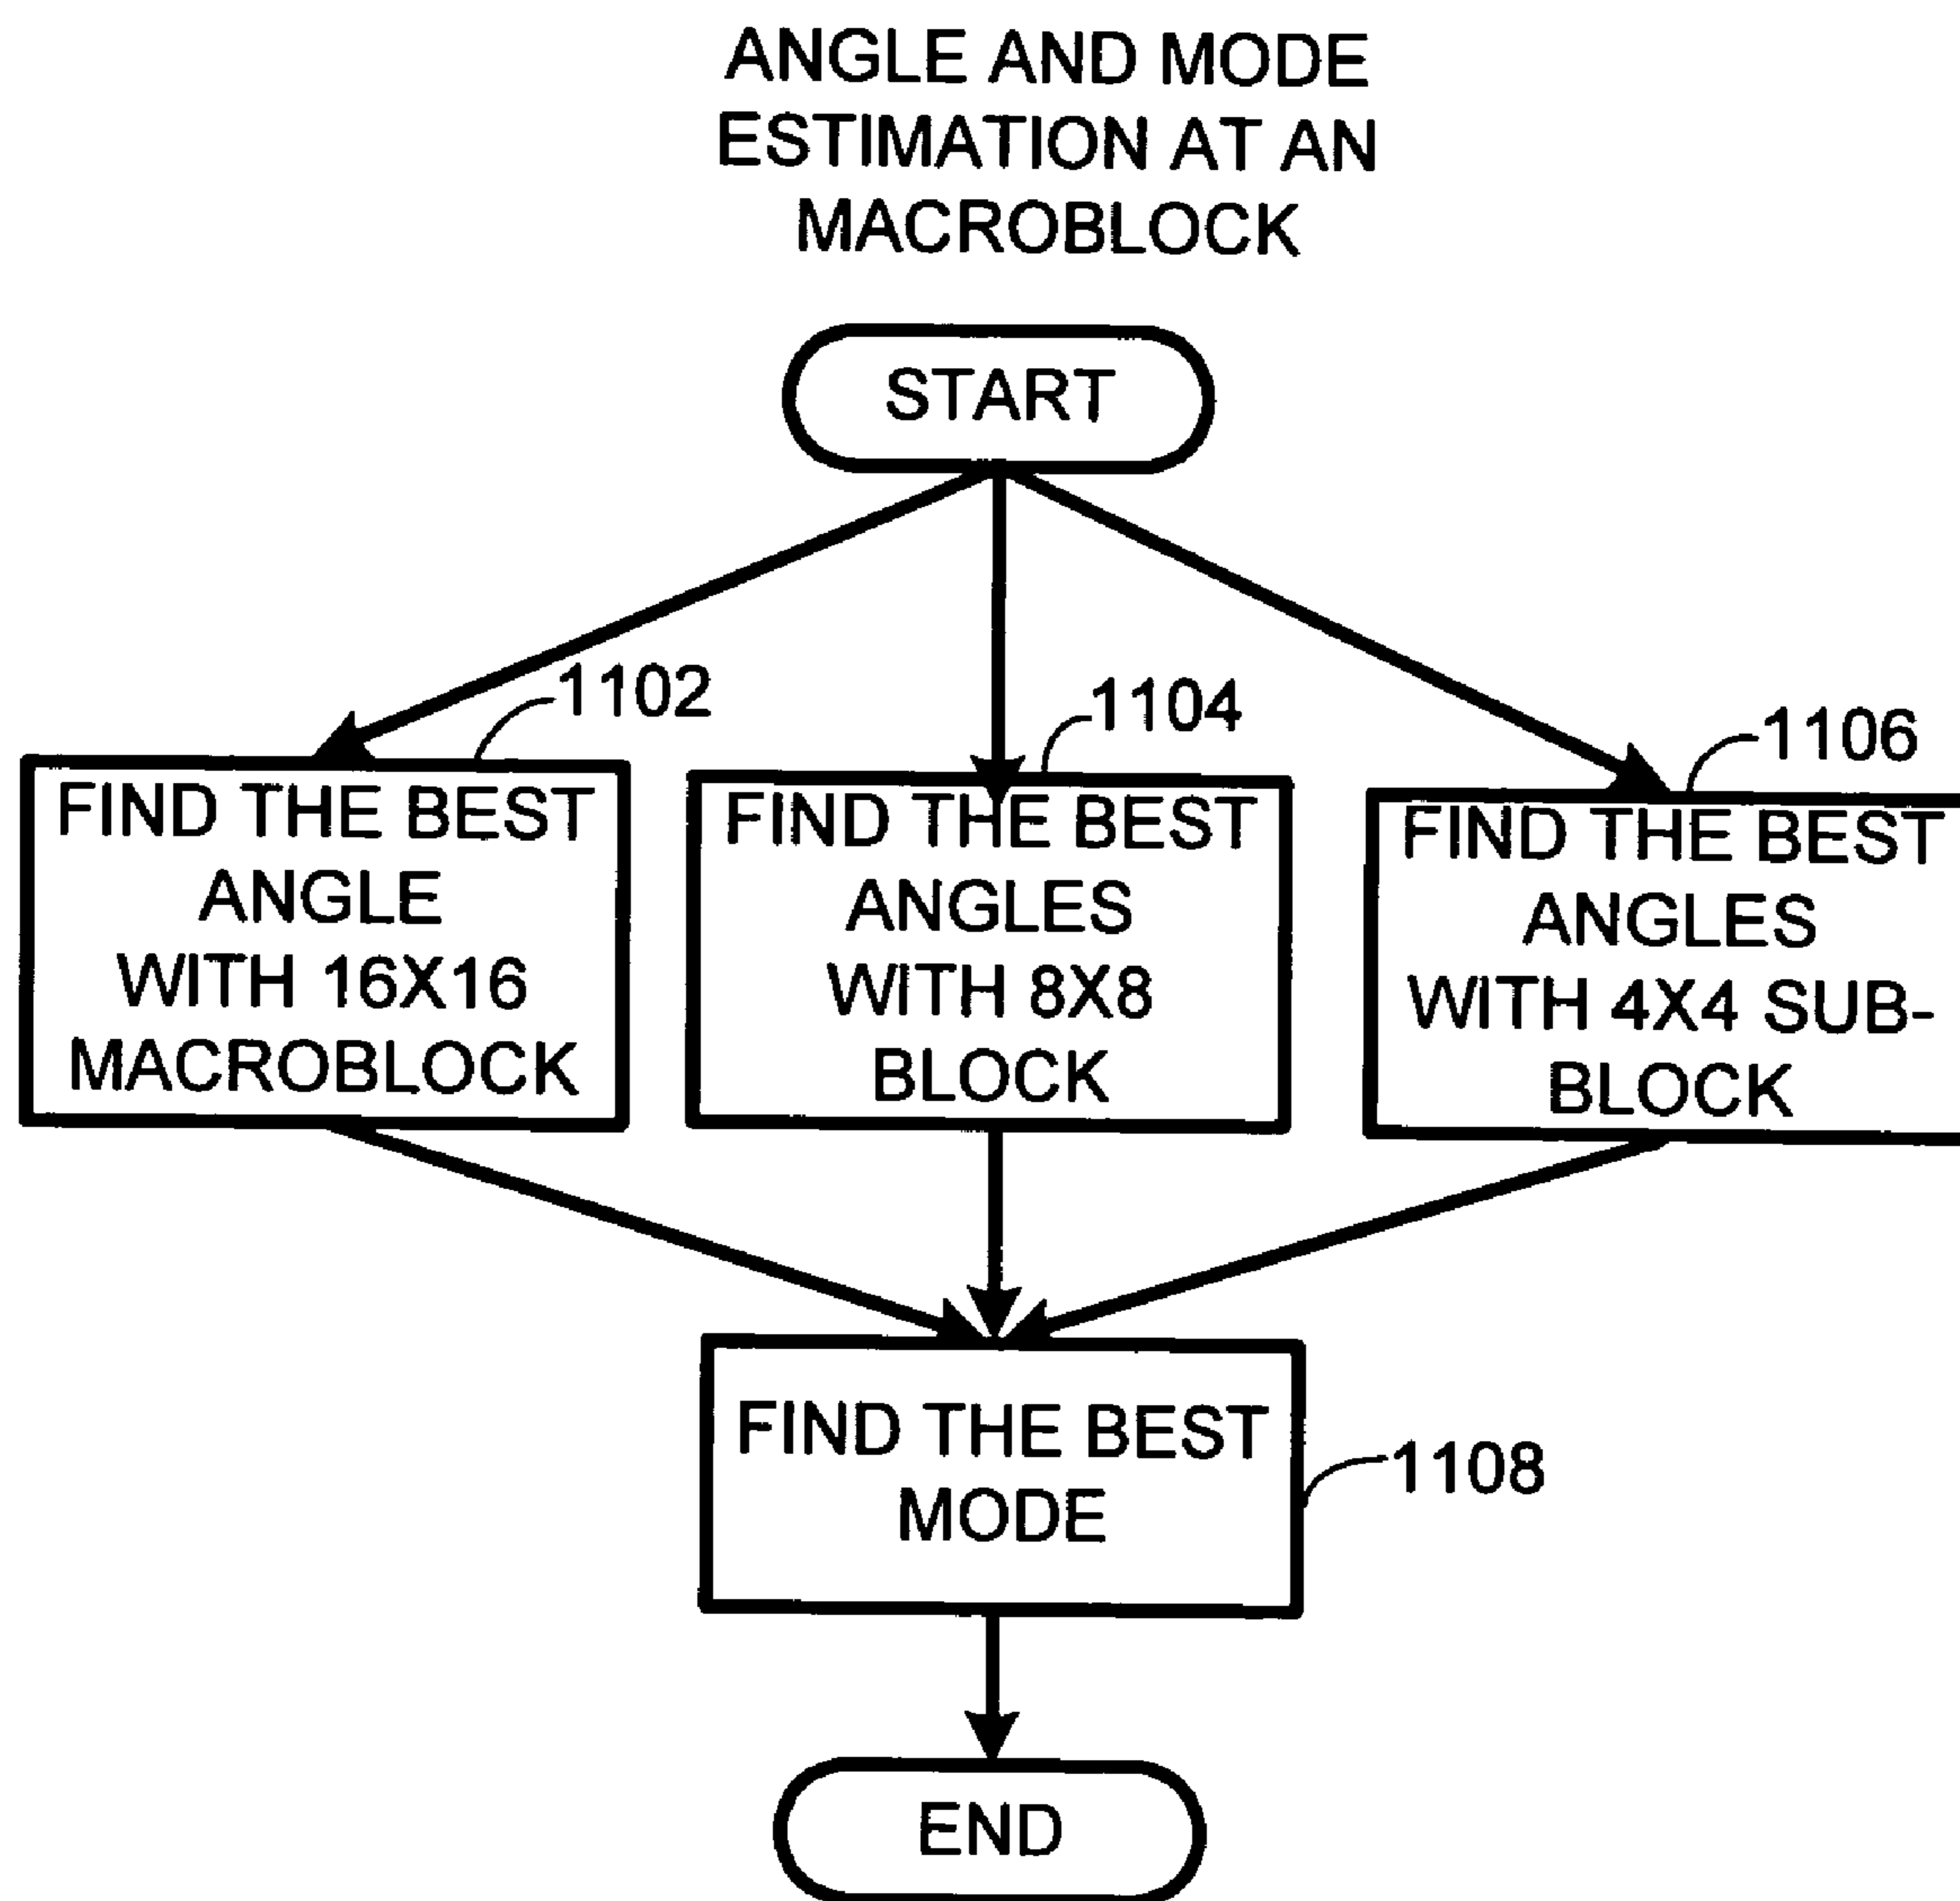 ANGLE AND MODE
ESTIMATION AT AN
MACROBLOCK
START
1102
1104
1106
FIND THE BEST
ANGLE
WITH 16X16
MACROBLOCK
FIND THE BEST
ANGLES
WITH 8X8
BLOCK
FIND THE BEST
ANGLES
WITH 4X4 SUB-
BLOCK
FIND THE BEST
MODE
1108
END